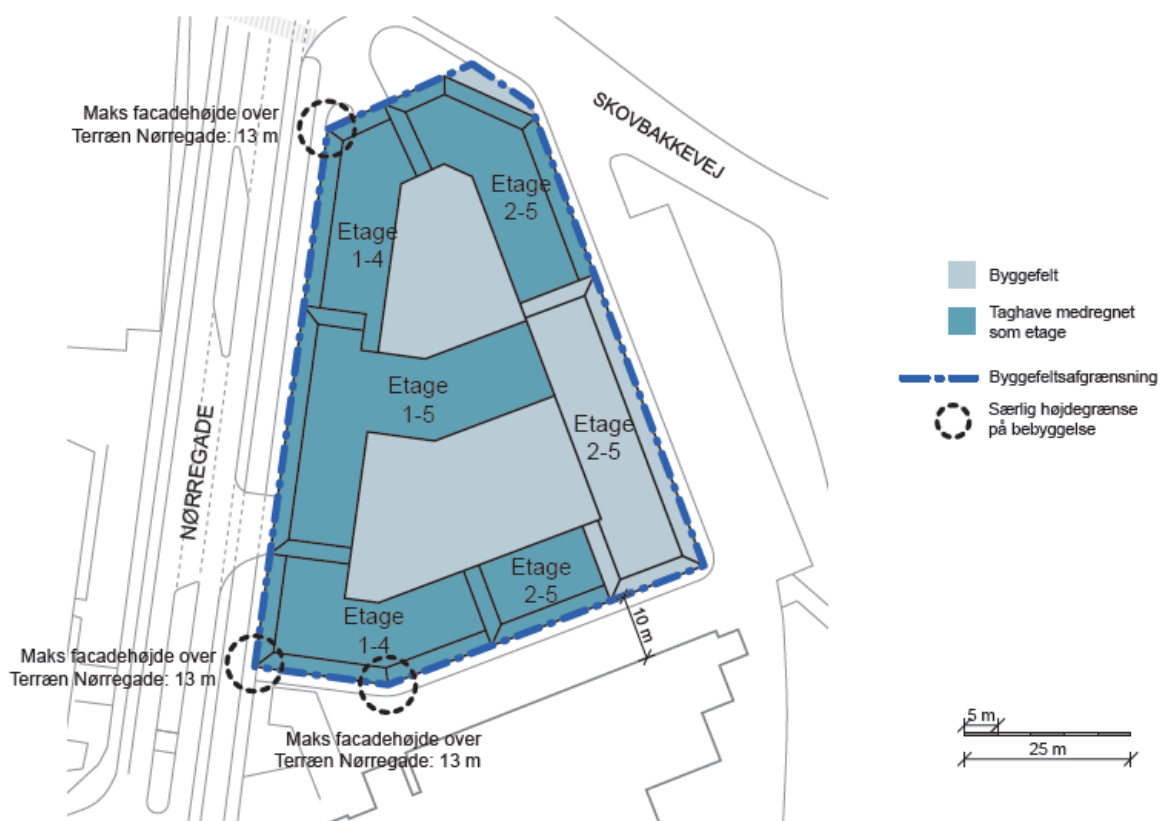 Maks facadehøjde over
Terræn Nørregade: 13 m
SKOVBAKKEVEJ
Etage
2-5
Etage
1-4
Etage
1-5
Etage
2-5
NØRREGADE
Etage
2-5
Etage
1-4
10 m
Maks facadehøjde over
Terræn Nørregade: 13 m
Maks facadehøjde over
Terræn Nørregade: 13 m
Byggefelt
Taghave medregnet
som etage
Byggefeltsafgrænsning
Særlig højdegrænse
på bebyggelse
5 m
25 m